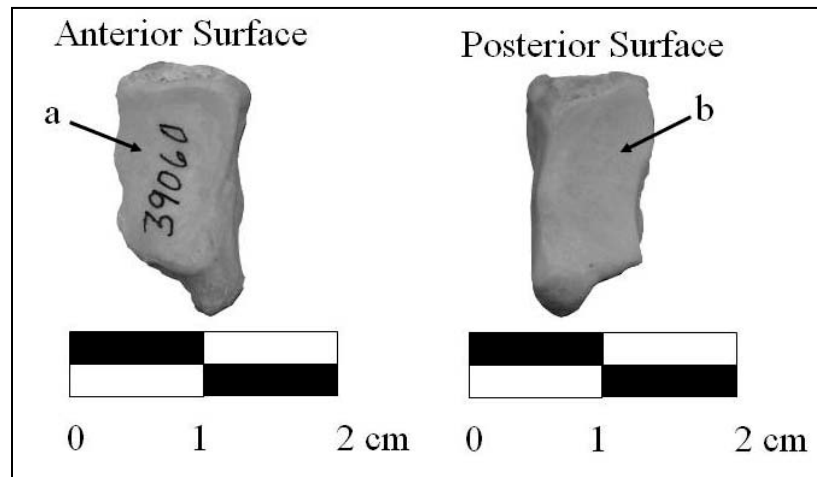 Anterior Surface
Posterior Surface
a
b
39060
0 1 2 cm
0 1 2 cm